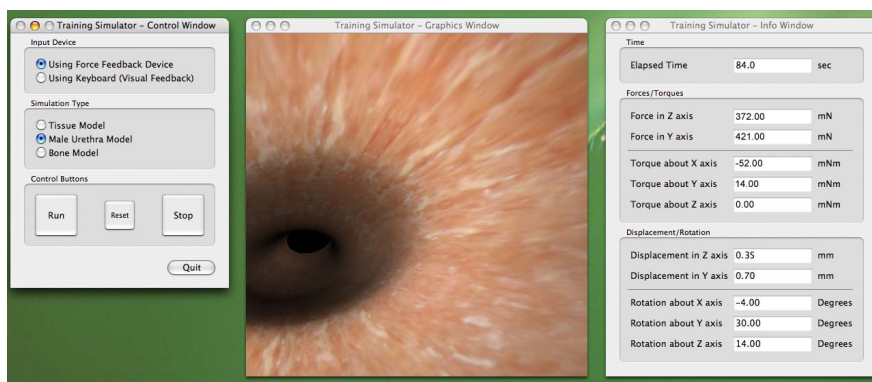 Training Simulator – Control Window
Input Device
Using Force Feedback Device
Using Keyboard (Visual Feedback)
Simulation Type
Tissue Model
Male Urethra Model
Bone Model
Control Buttons
Run
Reset
Stop
Quit
Training Simulator – Graphics Window
Training Simulator – Info Window
Time
Elapsed Time 84.0 sec
Forces/Torques
Force in Z axis 372.00 mN
Force in Y axis 421.00 mN
Torque about X axis -52.00 mNm
Torque about Y axis 14.00 mNm
Torque about Z axis 0.00 mNm
Displacement/Rotation
Displacement in Z axis 0.35 mm
Displacement in Y axis 0.70 mm
Rotation about X axis -4.00 Degrees
Rotation about Y axis 30.00 Degrees
Rotation about Z axis 14.00 Degrees